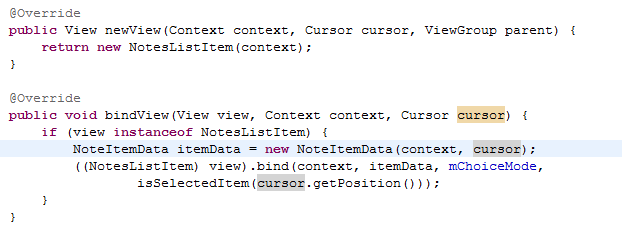 @Override
public View newView(Context context, Cursor cursor, ViewGroup parent) {
    return new NotesListItem(context);
}

@Override
public void bindView(View view, Context context, Cursor cursor) {
    if (view instanceof NotesListItem) {
        NoteItemData itemData = new NoteItemData(context, cursor);
        ((NotesListItem) view).bind(context, itemData, mChoiceMode,
                isSelectedItem(cursor.getPosition()));
    }
}